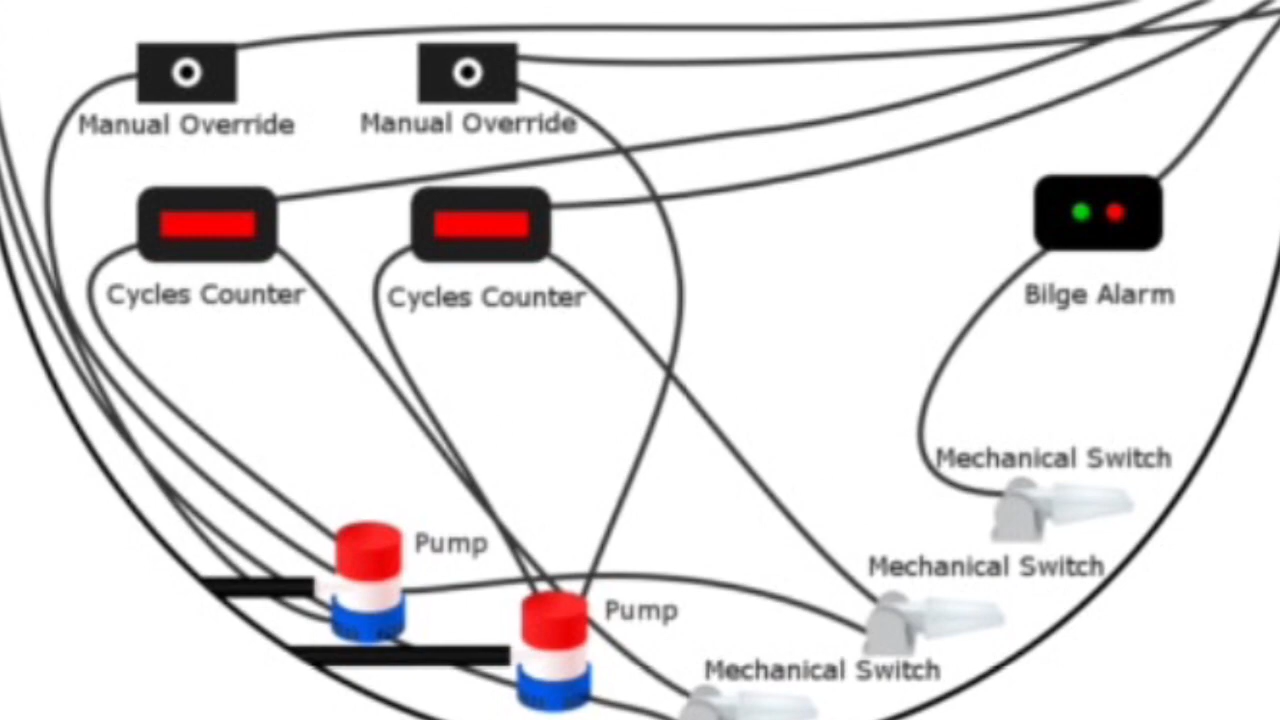 Manual Override
Manual Override
Cycles Counter
Cycles Counter
Bilge Alarm
Mechanical Switch
Pump
Mechanical Switch
Pump
Mechanical Switch